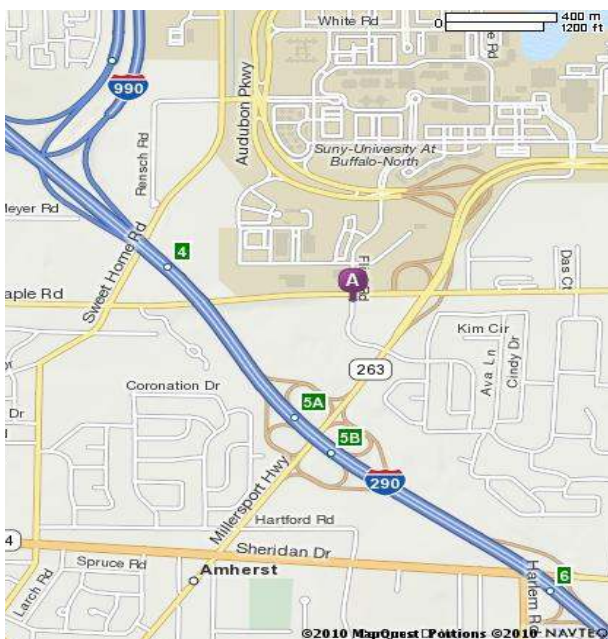 White Rd
0 400 m
1200 ft
990
Audubon Pkwy
Rensch Rd
Suny-University At
Buffalo-North
Meyer Rd
Sweet Home Rd
4
A
Das Ct
aple Rd
Kim Cir
Ava Ln
Cindy Dr
263
Coronation Dr
5A
5B
290
Millersport Hwy
Hartford Rd
4
Sheridan Dr
Spruce Rd
Amherst
6
Larch Rd
Harlem Rd
Dr
©2010 MapQuest Portions ©2010 NAVTEQ